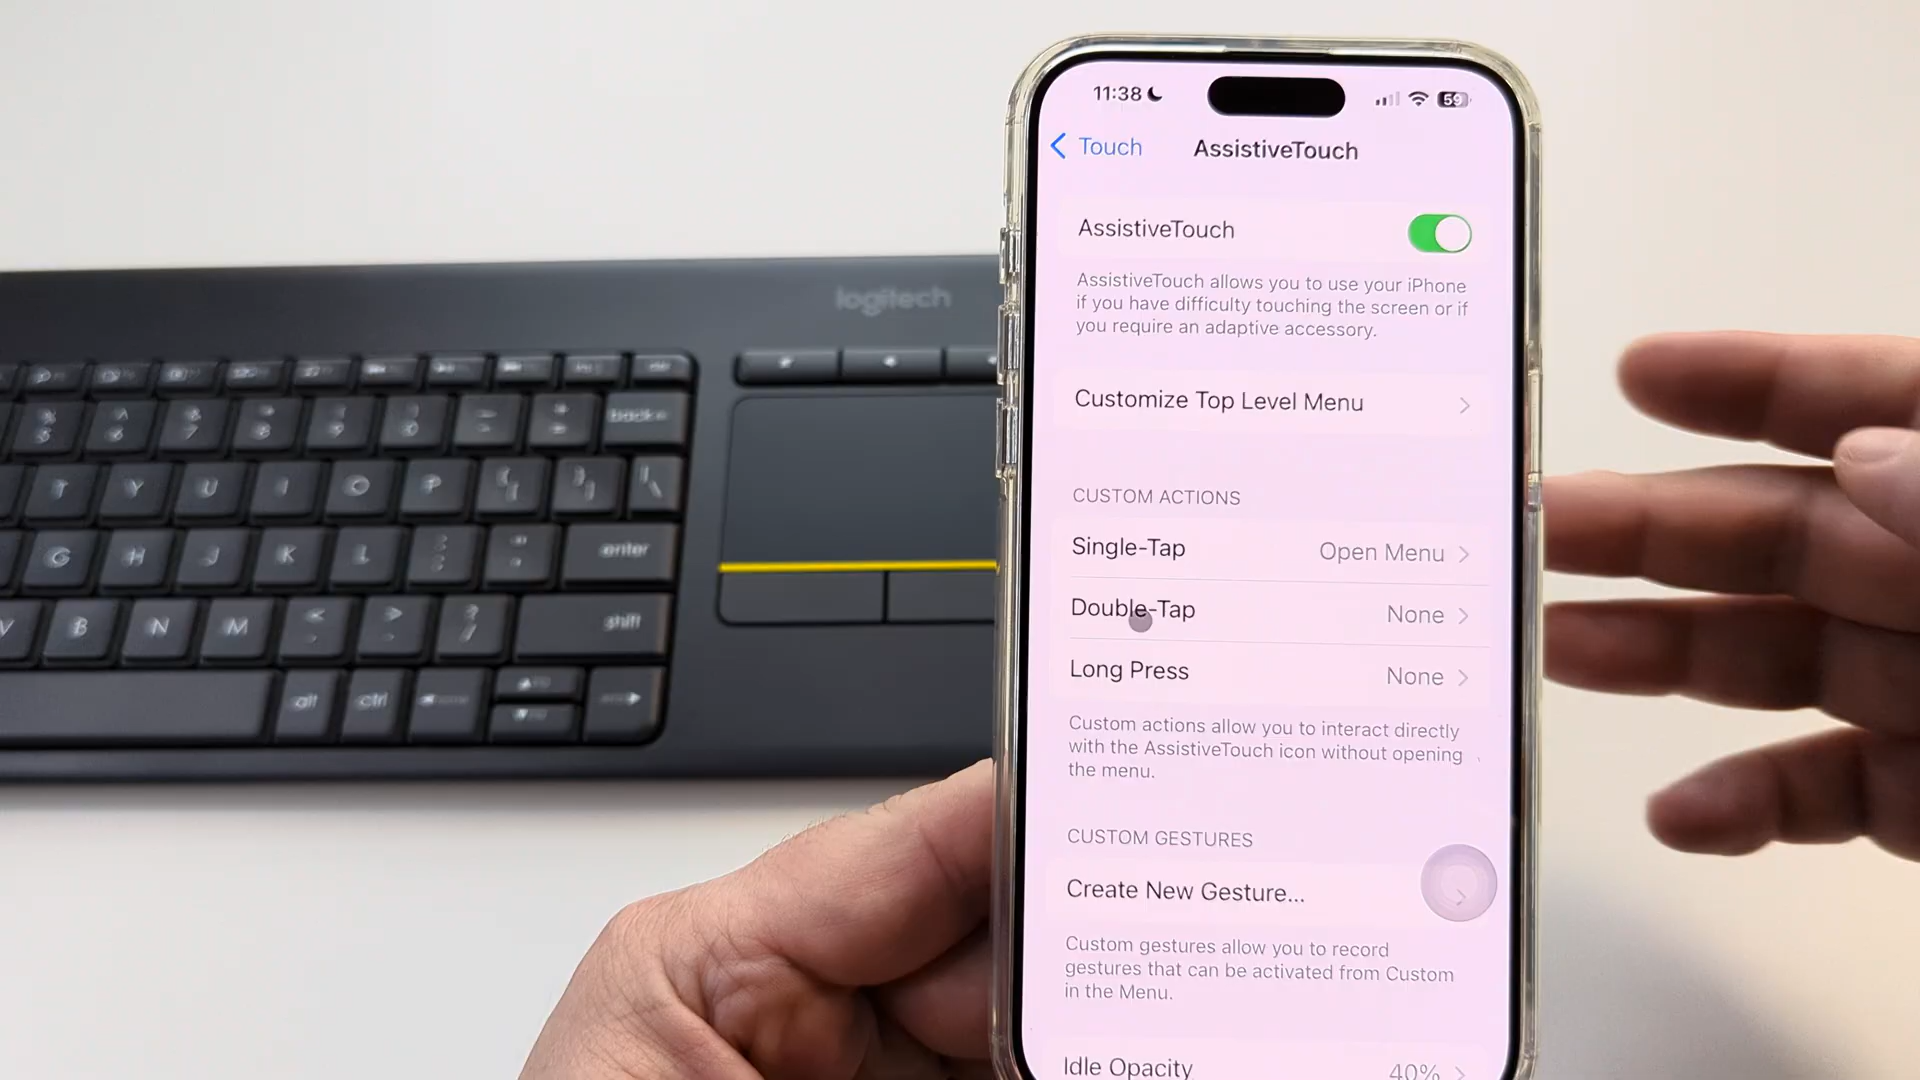 11:38
59
Touch
AssistiveTouch
AssistiveTouch
AssistiveTouch allows you to use your iPhone
if you have difficulty touching the screen or if
you require an adaptive accessory.
Customize Top Level Menu
CUSTOM ACTIONS
Single-Tap
Open Menu
Double-Tap
None
Long Press
None
Custom actions allow you to interact directly
with the AssistiveTouch icon without opening
the menu.
CUSTOM GESTURES
Create New Gesture...
Custom gestures allow you to record
gestures that can be activated from Custom
in the Menu.
Idle Opacity
40%
logitech
back
T Y U I O P
G H J K L
enter
V B N M
shift
alt ctrl